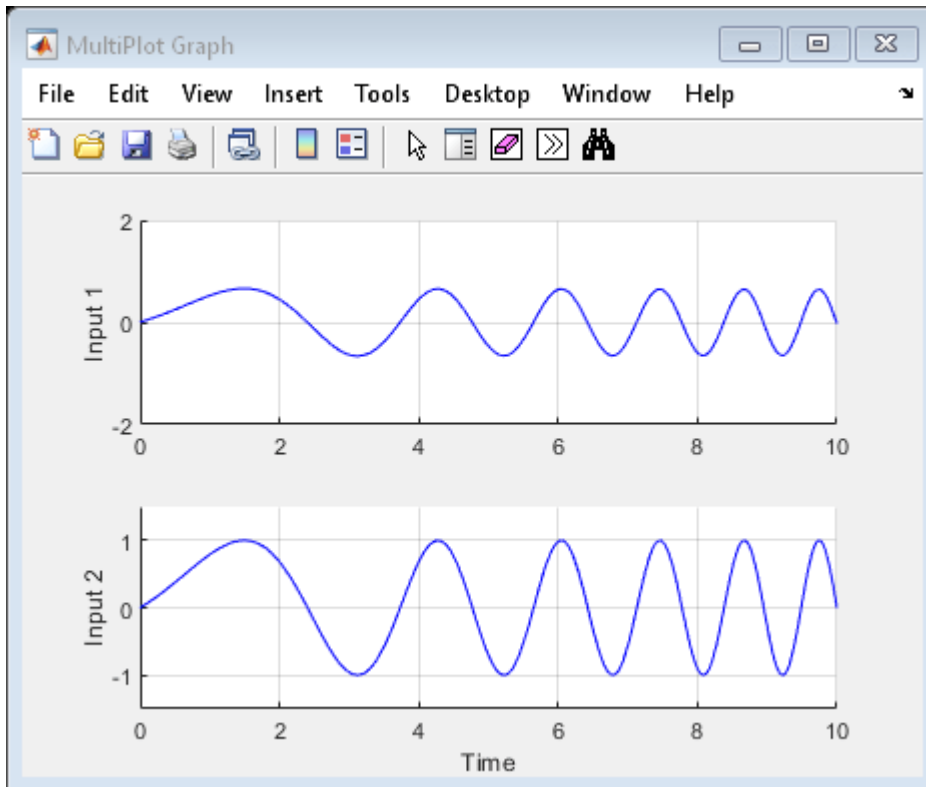 MultiPlot Graph
File Edit View Insert Tools Desktop Window Help
2
0
-2
Input 1
0 2 4 6 8 10
1
0
-1
Input 2
0 2 4 6 8 10
Time